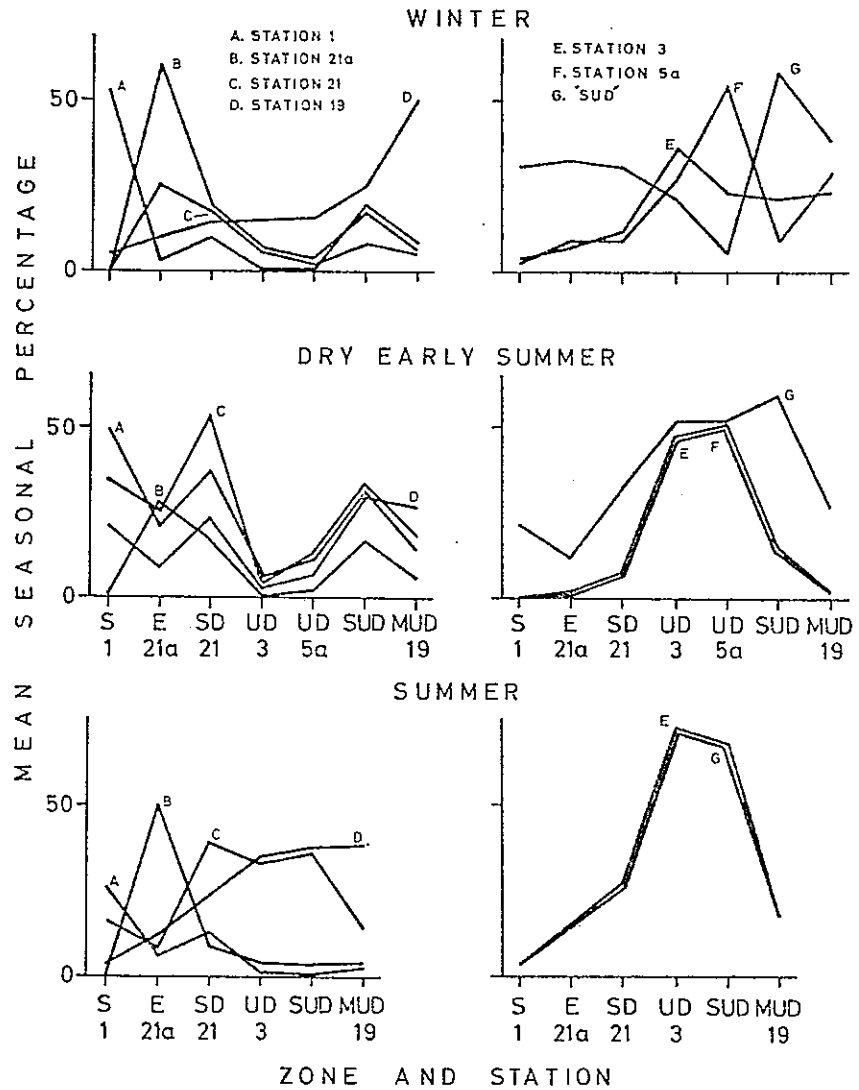 WINTER
A. STATION 1
B. STATION 21a
C. STATION 21
D. STATION 19
E. STATION 3
F. STATION 5a
G. "SUD"
50
0
A
B
C
D
E
F
G
DRY EARLY SUMMER
50
0
A
B
C
D
E
F
G
S E SD UD UD SUD MUD
1 21a 21 3 5a 19
S E SD UD UD SUD MUD
1 21a 21 3 5a 19
SUMMER
50
0
A
B
C
D
E
G
S E SD UD SUD MUD
1 21a 21 3 19
S E SD UD SUD MUD
1 21a 21 3 19
MEAN SEASONAL PERCENTAGE
ZONE AND STATION